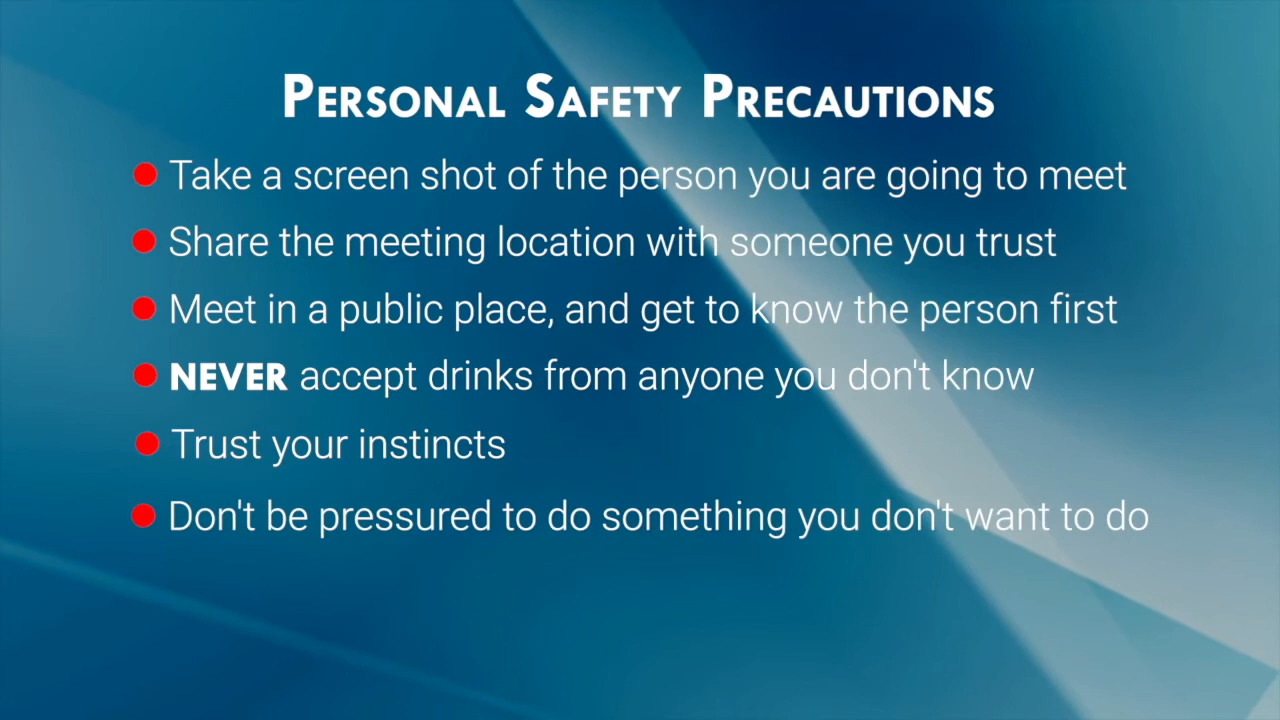 Personal Safety Precautions
Take a screen shot of the person you are going to meet
Share the meeting location with someone you trust
Meet in a public place, and get to know the person first
NEVER accept drinks from anyone you don't know
Trust your instincts
Don't be pressured to do something you don't want to do